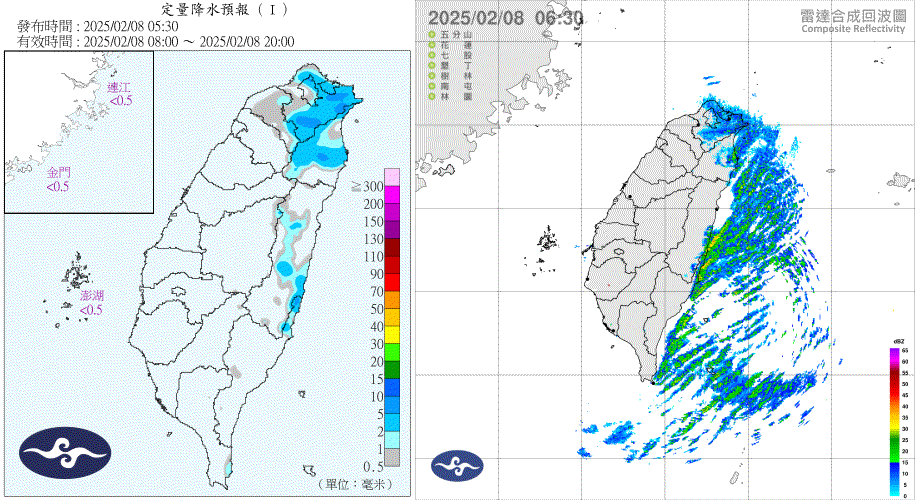 定量降水預報（Ⅰ）
發布時間：2025/02/08 05:30
有效時間：2025/02/08 08:00 ～ 2025/02/08 20:00
連江
<0.5
金門
<0.5
澎湖
<0.5
≧300
200
150
130
110
90
70
50
40
30
20
15
10
5
2
1
0.5
（單位：毫米）
2025/02/08 06:30
雷達合成回波圖
Composite Reflectivity
五分山
花蓮
七股
墾丁
樹林
南屯
林園
dBZ
65
60
55
50
45
40
35
30
25
20
15
10
5
0